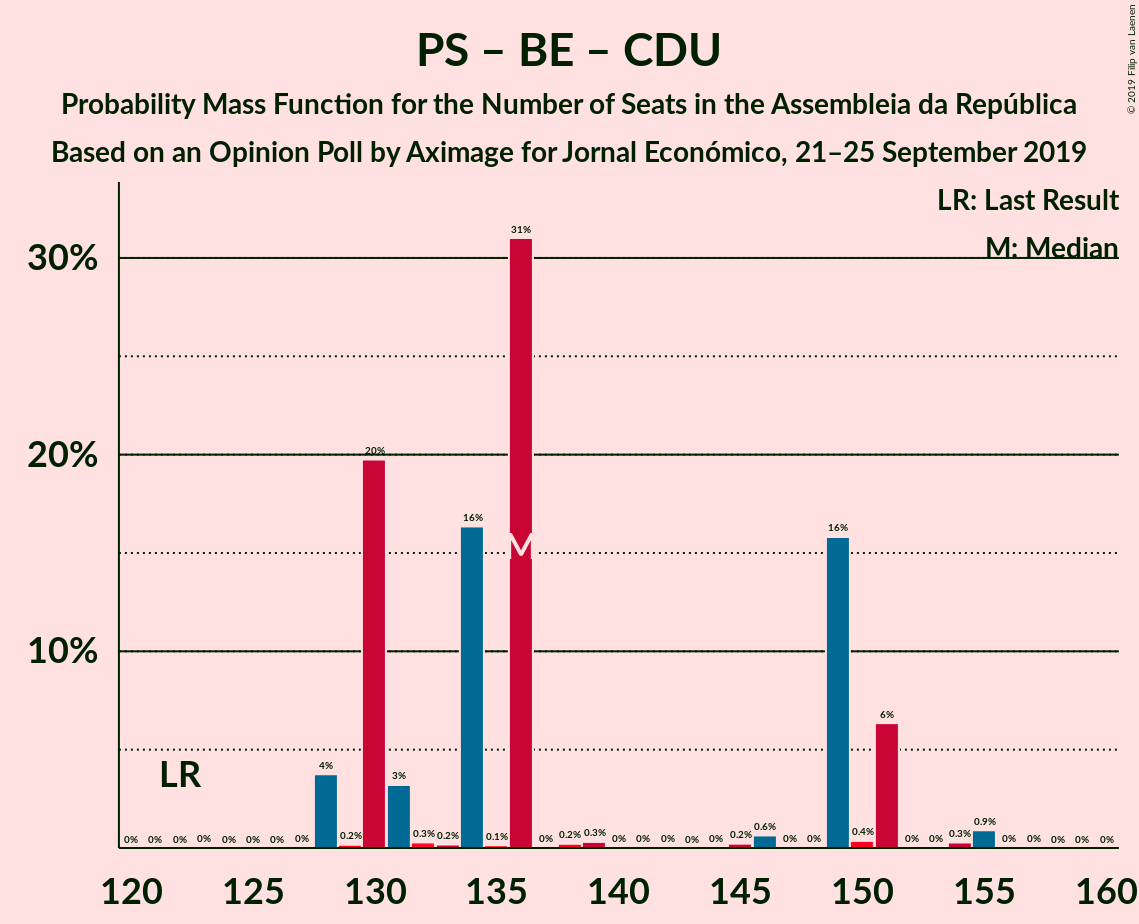 PS – BE – CDU
Probability Mass Function for the Number of Seats in the Assembleia da República
Based on an Opinion Poll by Aximage for Jornal Económico, 21–25 September 2019
© 2019 Filip van Laenen
LR: Last Result
M: Median
30%
20%
10%
31%
20%
16%
16%
M
6%
LR
4%
3%
0% 0% 0% 0% 0% 0% 0% 0% 0.2% 0.3% 0.2% 0.1% 0% 0.2% 0.3% 0% 0% 0% 0% 0% 0.2% 0.6% 0% 0% 0.4% 0% 0% 0.3% 0.9% 0% 0% 0% 0% 0%
120 125 130 135 140 145 150 155 160